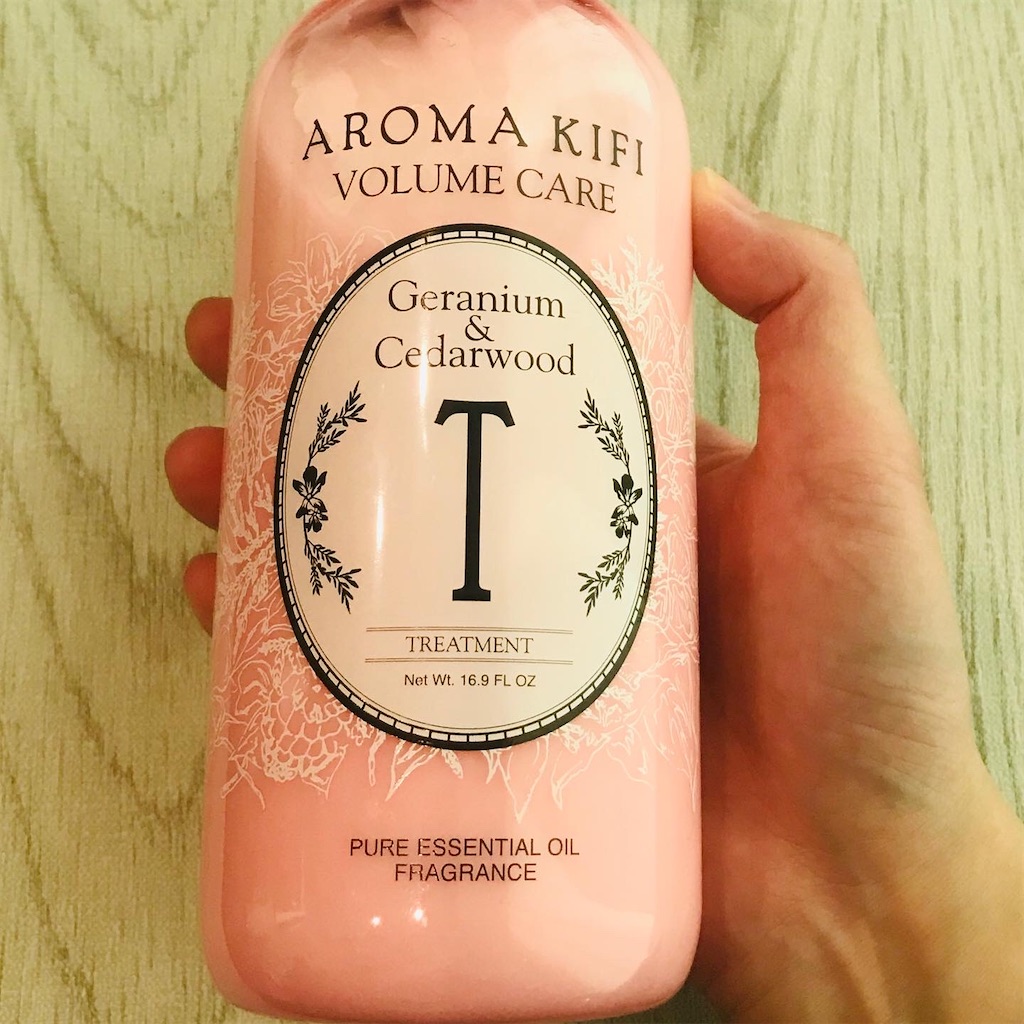 AROMA KIFI
VOLUME CARE
Geranium
&
Cedarwood
T
TREATMENT
Net Wt. 16.9 FL OZ
PURE ESSENTIAL OIL
FRAGRANCE